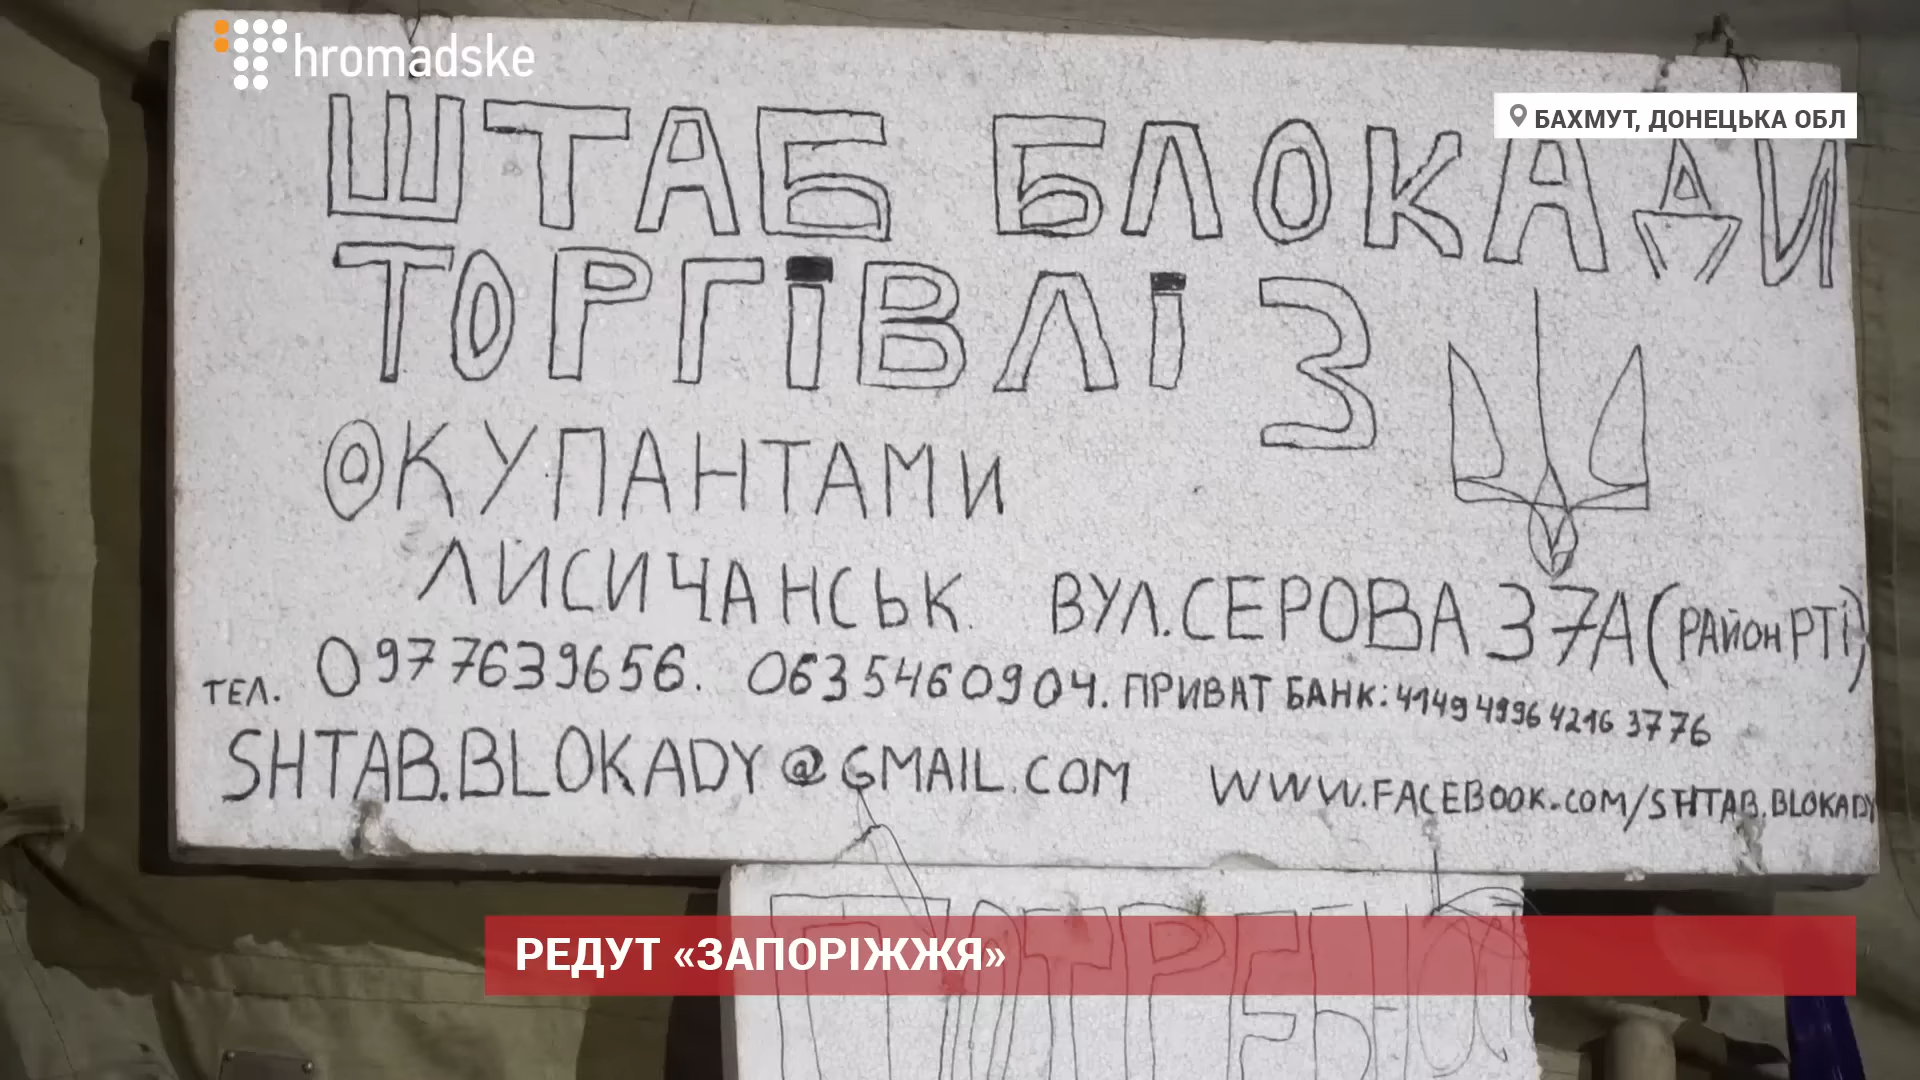 hromadske
БАХМУТ, ДОНЕЦЬКА ОБЛ
ШТАБ БЛОКАДИ
ТОРГІВЛІ З
ОКУПАНТАМИ
ЛИСИЧАНСЬК. ВУЛ.СЕРОВА 37А (РАЙОН РТІ)
ТЕЛ. 0977639656. 0635460904. ПРИВАТ БАНК: 4149 4996 4216 3776
SHTAB.BLOKADY@GMAIL.COM WWW.FACEBOOK.COM/SHTAB.BLOKADY
РЕДУТ «ЗАПОРІЖЖЯ»